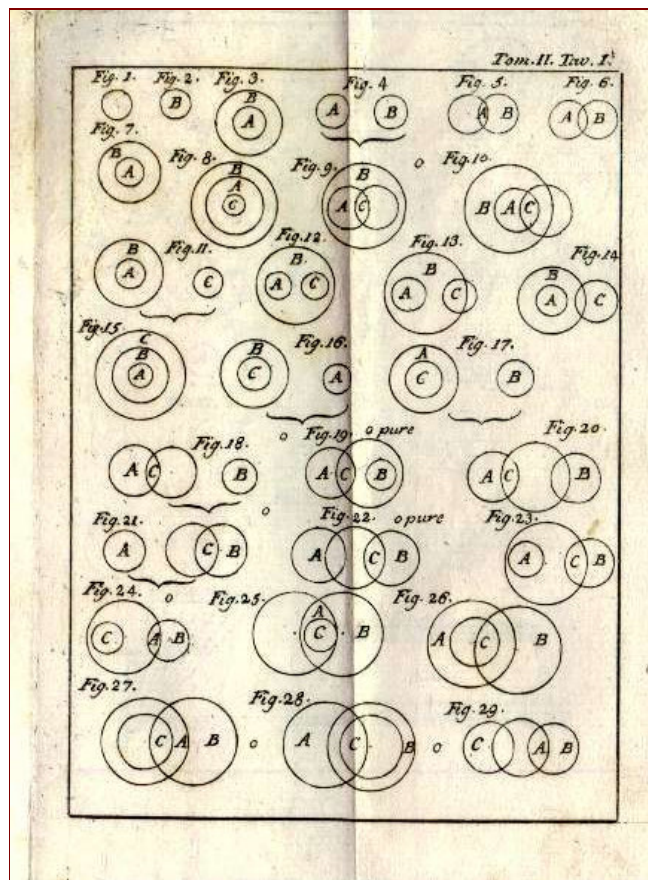 Tom. II. Tav. I.
Fig. 1. Fig. 2. Fig. 3. Fig. 4 Fig. 5. Fig. 6.
B B A A B A B A B
Fig. 7. Fig. 8. Fig. 9. o Fig. 10.
B A B A C B A C B A C
Fig. 11. Fig. 12. Fig. 13. Fig. 14
B A C B A C B A C B A C
Fig. 15 Fig. 16. Fig. 17.
C B A B C A A C B
Fig. 18. o Fig. 19. o pure Fig. 20.
A C B A C B A C B
Fig. 21. o Fig. 22. o pure Fig. 23.
A C B A C B A C B
Fig. 24. o Fig. 25. Fig. 26.
C A B A C B A C B
Fig. 27. Fig. 28. Fig. 29.
C A B o A C B o C A B